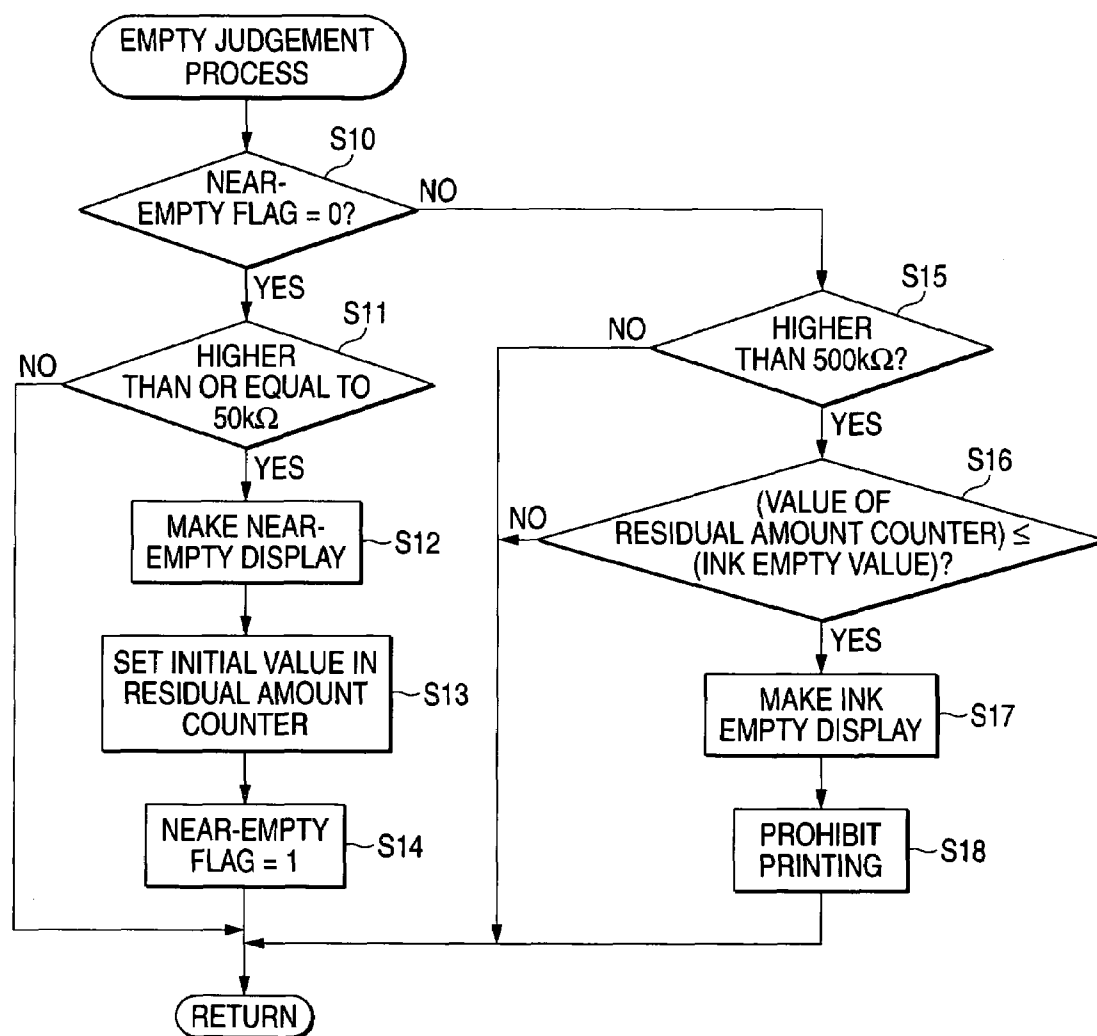 EMPTY JUDGEMENT
PROCESS
S10
NEAR-
EMPTY FLAG = 0?
NO
YES
S11
HIGHER
THAN OR EQUAL TO
50kΩ
NO
YES
MAKE NEAR-
EMPTY DISPLAY
S12
SET INITIAL VALUE IN
RESIDUAL AMOUNT
COUNTER
S13
NEAR-EMPTY
FLAG = 1
S14
S15
HIGHER
THAN 500kΩ?
NO
YES
S16
(VALUE OF
RESIDUAL AMOUNT COUNTER) ≤
(INK EMPTY VALUE)?
NO
YES
MAKE INK
EMPTY DISPLAY
S17
PROHIBIT
PRINTING
S18
RETURN